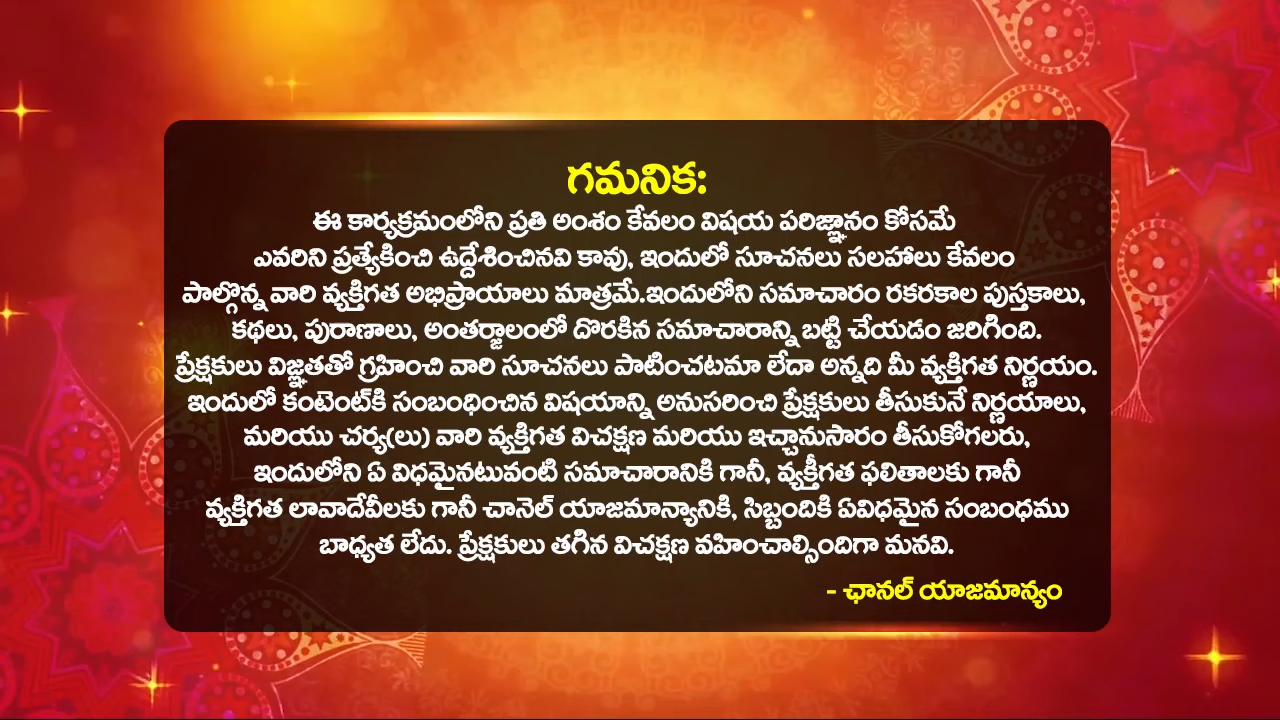 గమనిక:
ఈ కార్యక్రమంలోని ప్రతి అంశం కేవలం విషయ పరిజ్ఞానం కోసమే
ఎవరిని ప్రత్యేకించి ఉద్దేశించినవి కావు, ఇందులో సూచనలు సలహాలు కేవలం
పాల్గొన్న వారి వ్యక్తిగత అభిప్రాయాలు మాత్రమే.ఇందులోని సమాచారం రకరకాల పుస్తకాలు,
కథలు, పురాణాలు, అంతర్జాలంలో దొరకిన సమాచారాన్ని బట్టి చేయడం జరిగింది.
ప్రేక్షకులు విజ్ఞతతో గ్రహించి వారి సూచనలు పాటించటమా లేదా అన్నది మీ వ్యక్తిగత నిర్ణయం.
ఇందులో కంటెంట్‌కి సంబంధించిన విషయాన్ని అనుసరించి ప్రేక్షకులు తీసుకునే నిర్ణయాలు,
మరియు చర్య(లు) వారి వ్యక్తిగత విచక్షణ మరియు ఇచ్చానుసారం తీసుకోగలరు,
ఇందులోని ఏ విధమైనటువంటి సమాచారానికి గానీ, వ్యక్తీగత ఫలితాలకు గానీ
వ్యక్తిగత లావాదేవీలకు గానీ చానెల్ యాజమాన్యానికి, సిబ్బందికి ఏవిధమైన సంబంధము
బాధ్యత లేదు. ప్రేక్షకులు తగిన విచక్షణ వహించాల్సిందిగా మనవి.
- ఛానల్ యాజమాన్యం